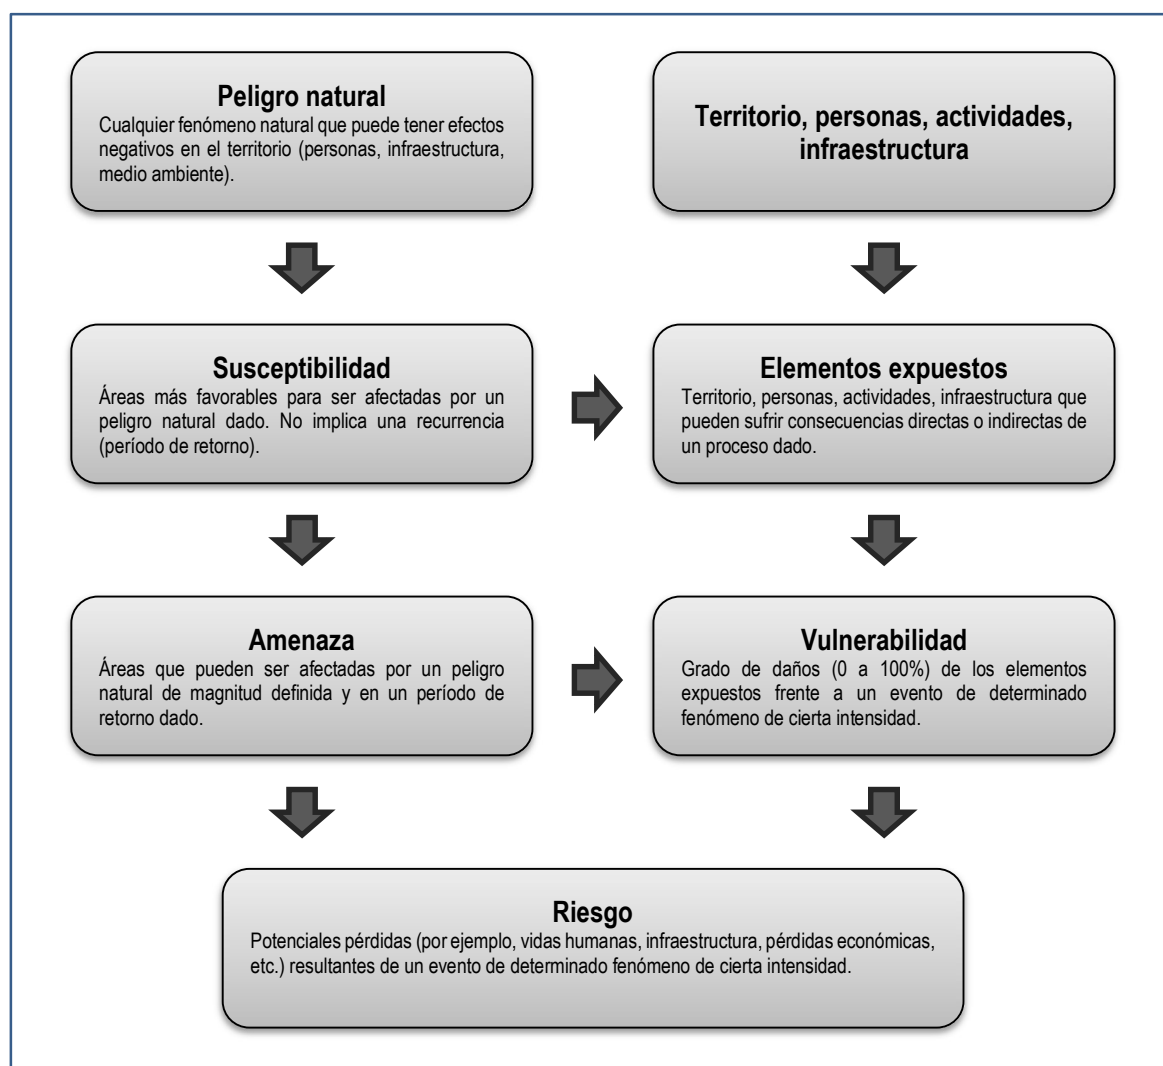 Peligro natural
Cualquier fenómeno natural que puede tener efectos
negativos en el territorio (personas, infraestructura,
medio ambiente).
Territorio, personas, actividades,
infraestructura
Susceptibilidad
Áreas más favorables para ser afectadas por un
peligro natural dado. No implica una recurrencia
(período de retorno).
Elementos expuestos
Territorio, personas, actividades, infraestructura que
pueden sufrir consecuencias directas o indirectas de
un proceso dado.
Amenaza
Áreas que pueden ser afectadas por un peligro
natural de magnitud definida y en un período de
retorno dado.
Vulnerabilidad
Grado de daños (0 a 100%) de los elementos
expuestos frente a un evento de determinado
fenómeno de cierta intensidad.
Riesgo
Potenciales pérdidas (por ejemplo, vidas humanas, infraestructura, pérdidas económicas,
etc.) resultantes de un evento de determinado fenómeno de cierta intensidad.